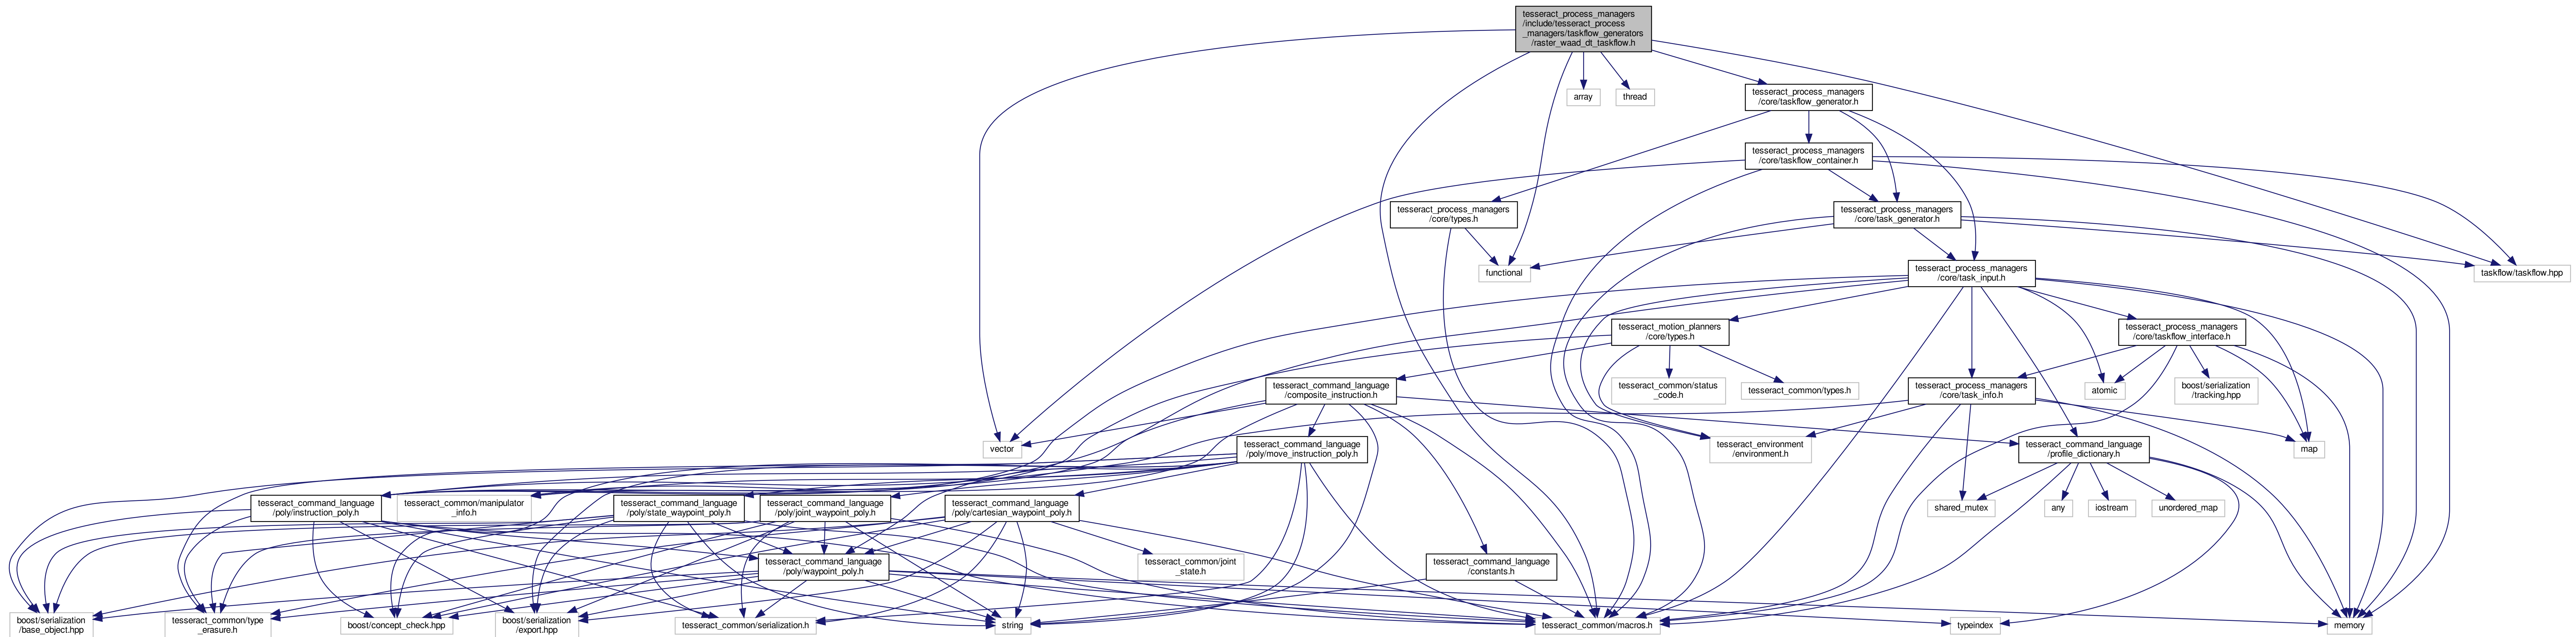 tesseract_process_managers
/include/tesseract_process
_managers/taskflow_generators
/raster_waad_dt_taskflow.h
array
thread
tesseract_process_managers
/core/taskflow_generator.h
tesseract_process_managers
/core/taskflow_container.h
tesseract_process_managers
/core/types.h
tesseract_process_managers
/core/task_generator.h
functional
tesseract_process_managers
/core/task_input.h
taskflow/taskflow.hpp
tesseract_motion_planners
/core/types.h
tesseract_process_managers
/core/taskflow_interface.h
tesseract_command_language
/composite_instruction.h
tesseract_common/status
_code.h
tesseract_common/types.h
tesseract_process_managers
/core/task_info.h
atomic
boost/serialization
/tracking.hpp
vector
tesseract_command_language
/poly/move_instruction_poly.h
tesseract_environment
/environment.h
tesseract_command_language
/profile_dictionary.h
map
tesseract_command_language
/poly/instruction_poly.h
tesseract_common/manipulator
_info.h
tesseract_command_language
/poly/state_waypoint_poly.h
tesseract_command_language
/poly/joint_waypoint_poly.h
tesseract_command_language
/poly/cartesian_waypoint_poly.h
shared_mutex
any
iostream
unordered_map
tesseract_command_language
/poly/waypoint_poly.h
tesseract_common/joint
_state.h
tesseract_command_language
/constants.h
boost/serialization
/base_object.hpp
tesseract_common/type
_erasure.h
boost/concept_check.hpp
boost/serialization
/export.hpp
tesseract_common/serialization.h
string
tesseract_common/macros.h
typeindex
memory